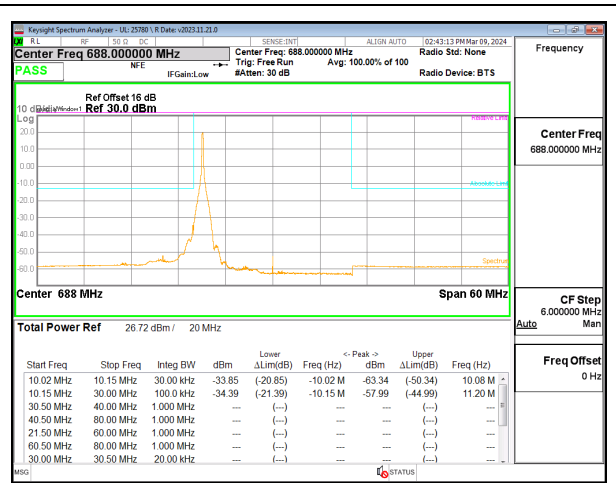 Keysight Spectrum Analyzer - UL: 25780 \ R Date: v2023.11.21.0
RL RF 50 Ω DC SENSE:INT ALIGN AUTO 02:43:13 PM Mar 09, 2024
Center Freq 688.000000 MHz
Center Freq: 688.000000 MHz
Radio Std: None
PASS NFE IFGain:Low
Trig: Free Run Avg: 100.00% of 100
#Atten: 30 dB
Radio Device: BTS
Ref Offset 16 dB
Ref 30.0 dBm
Log
Relative Limit
20.0
10.0
0.00
-10.0
Absolute Limit
-20.0
-30.0
-40.0
-50.0
Spectrum
-60.0
Center 688 MHz Span 60 MHz
Total Power Ref 26.72 dBm / 20 MHz
Lower <- Peak -> Upper
Start Freq Stop Freq Integ BW dBm ΔLim(dB) Freq (Hz) dBm ΔLim(dB) Freq (Hz)
10.02 MHz 10.15 MHz 30.00 kHz -33.85 (-20.85) -10.02 M -63.34 (-50.34) 10.08 M
10.15 MHz 30.00 MHz 100.0 kHz -34.39 (-21.39) -10.15 M -57.99 (-44.99) 11.20 M
30.50 MHz 40.00 MHz 1.000 MHz --- (---) --- --- (---) ---
40.50 MHz 80.00 MHz 1.000 MHz --- (---) --- --- (---) ---
21.50 MHz 60.00 MHz 1.000 MHz --- (---) --- --- (---) ---
60.50 MHz 80.00 MHz 1.000 MHz --- (---) --- --- (---) ---
30.00 MHz 30.50 MHz 20.00 kHz --- (---) --- --- (---) ---
MSG STATUS
Frequency
Center Freq
688.000000 MHz
CF Step
6.000000 MHz
Auto Man
Freq Offset
0 Hz